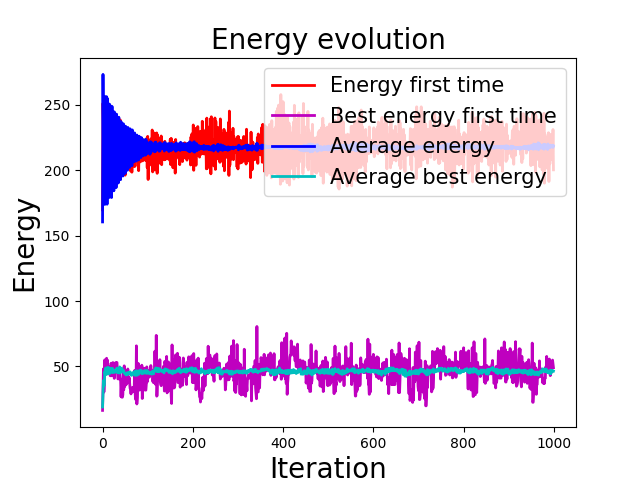 Energy evolution
Energy first time
Best energy first time
Average energy
Average best energy
Energy
250
200
150
100
50
0 200 400 600 800 1000
Iteration